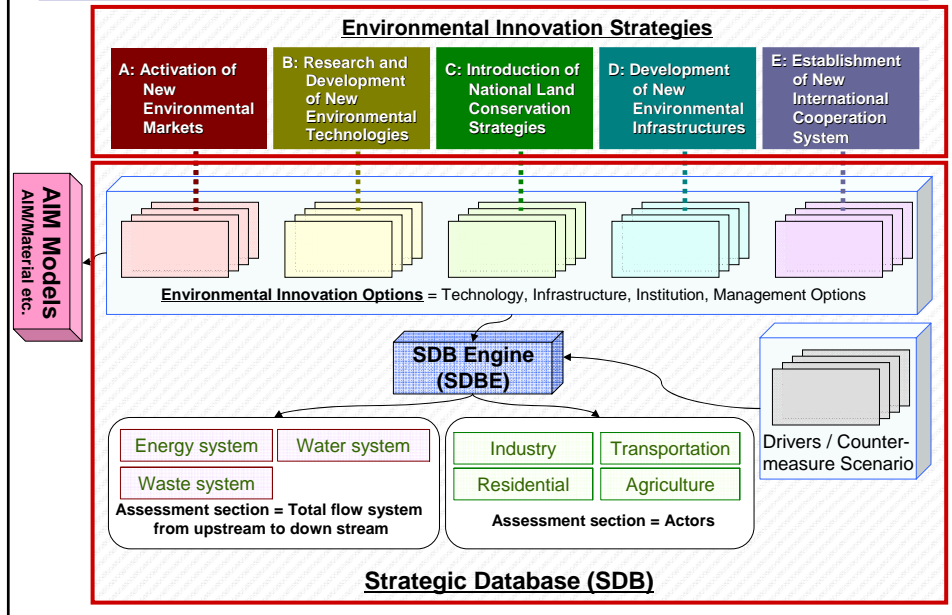 Environmental Innovation Strategies
A: Activation of
New
Environmental
Markets
B: Research and
Development
of New
Environmental
Technologies
C: Introduction of
National Land
Conservation
Strategies
D: Development
of New
Environmental
Infrastructures
E: Establishment
of New
International
Cooperation
System
AIM Models
AIM/Material etc.
Environmental Innovation Options = Technology, Infrastructure, Institution, Management Options
SDB Engine
(SDBE)
Drivers / Counter-
measure Scenario
Energy system
Water system
Waste system
Assessment section = Total flow system
from upstream to down stream
Industry
Transportation
Residential
Agriculture
Assessment section = Actors
Strategic Database (SDB)